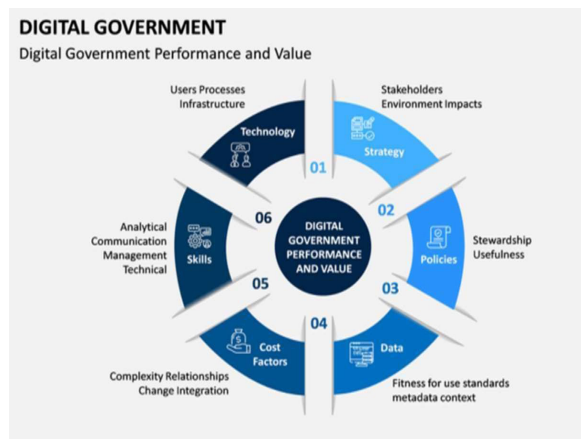 DIGITAL GOVERNMENT
Digital Government Performance and Value
Users Processes
Infrastructure
Stakeholders
Environment Impacts
Technology
Strategy
01
02
06
DIGITAL
GOVERNMENT
PERFORMANCE
AND VALUE
Analytical
Communication
Management
Technical
Skills
Policies
Stewardship
Usefulness
05
03
04
Cost
Factors
Data
Complexity Relationships
Change Integration
Fitness for use standards
metadata context